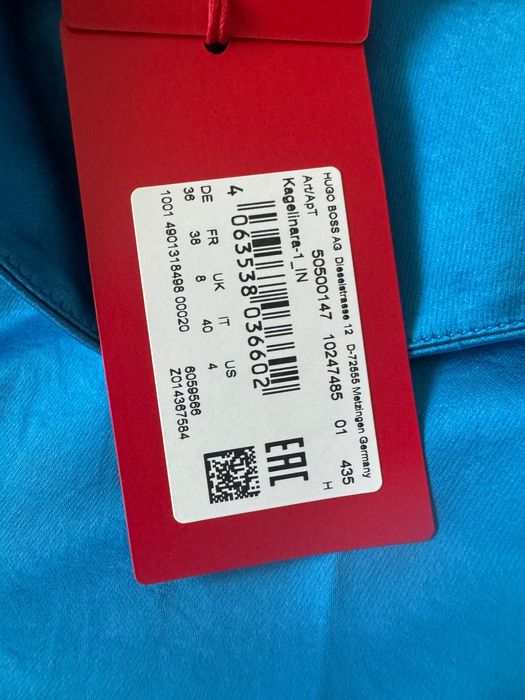 HUGO BOSS AG Dieselstrasse 12 D-72555 Metzingen Germany
Art/ApT 50500147 10247485 01 435
Kagelinara-1_IN H
4 063538 036602
EAC
DE FR UK IT US
36 38 8 40 4
1001 4901318498 00020
6059566
Z014367584